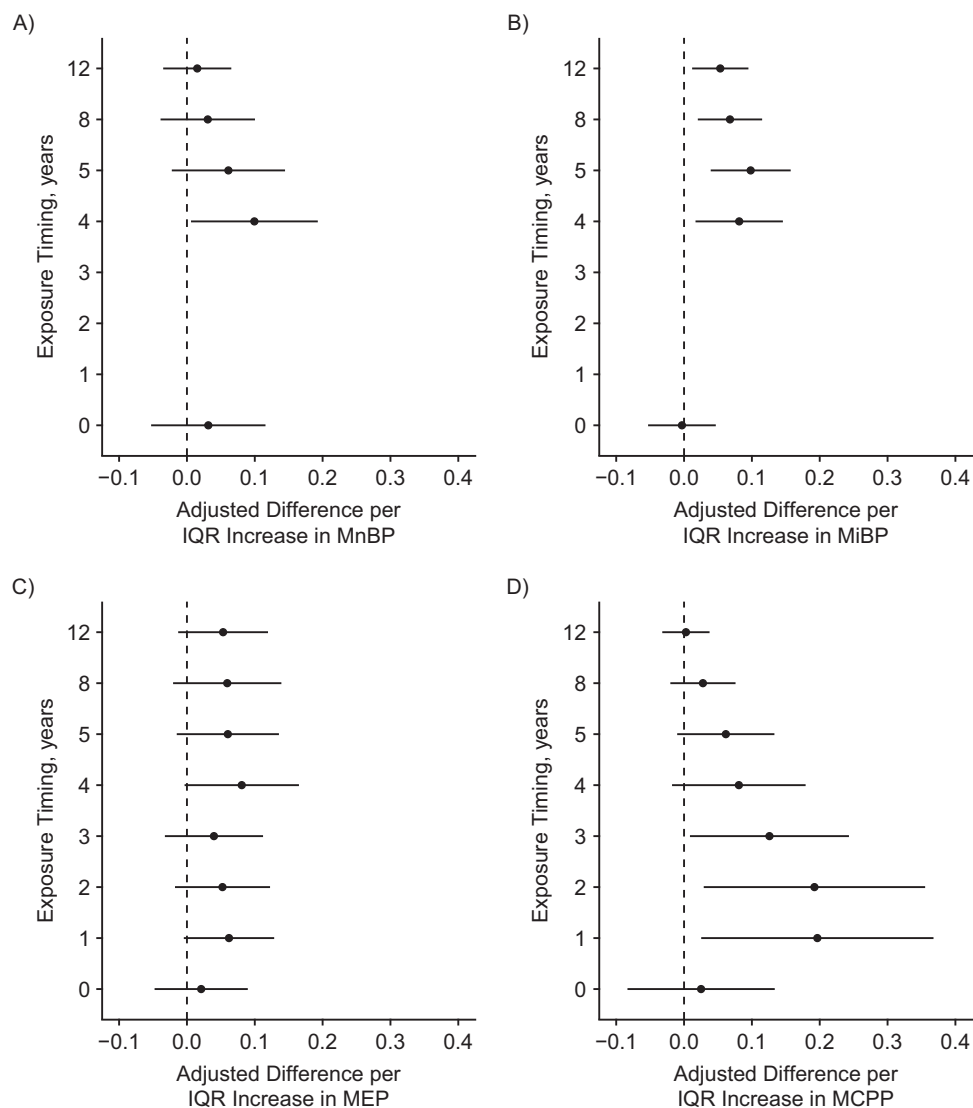 A)
12
8
5
4
3
2
1
0
Exposure Timing, years
−0.1 0.0 0.1 0.2 0.3 0.4
Adjusted Difference per
IQR Increase in MnBP
B)
12
8
5
4
3
2
1
0
Exposure Timing, years
−0.1 0.0 0.1 0.2 0.3 0.4
Adjusted Difference per
IQR Increase in MiBP
C)
12
8
5
4
3
2
1
0
Exposure Timing, years
−0.1 0.0 0.1 0.2 0.3 0.4
Adjusted Difference per
IQR Increase in MEP
D)
12
8
5
4
3
2
1
0
Exposure Timing, years
−0.1 0.0 0.1 0.2 0.3 0.4
Adjusted Difference per
IQR Increase in MCPP